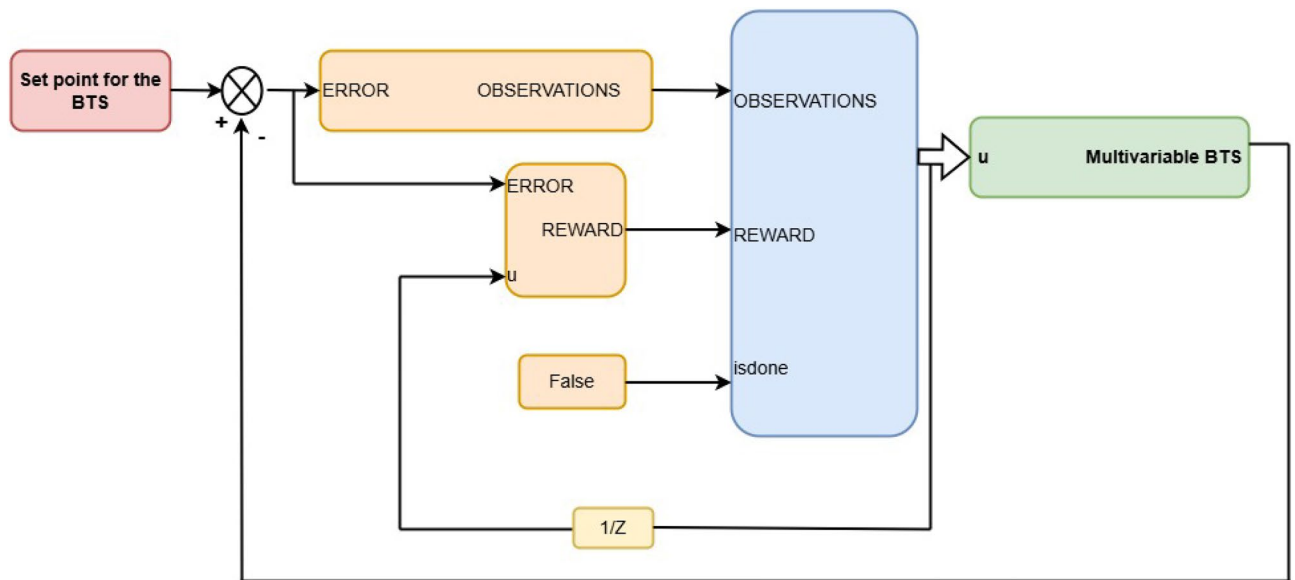 Set point for the
BTS
+
-
ERROR OBSERVATIONS
ERROR
REWARD
u
False
OBSERVATIONS
REWARD
isdone
u Multivariable BTS
1/Z